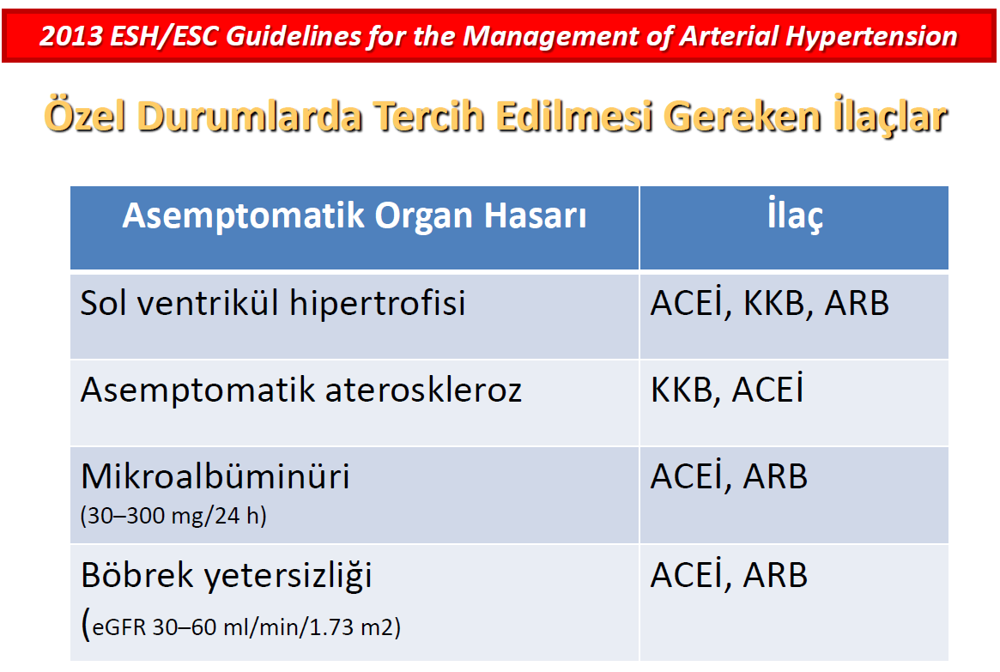 2013 ESH/ESC Guidelines for the Management of Arterial Hypertension
Özel Durumlarda Tercih Edilmesi Gereken İlaçlar
Asemptomatik Organ Hasarı İlaç
Sol ventrikül hipertrofisi ACEİ, KKB, ARB
Asemptomatik ateroskleroz KKB, ACEİ
Mikroalbüminüri ACEİ, ARB
(30–300 mg/24 h)
Böbrek yetersizliği ACEİ, ARB
(eGFR 30–60 ml/min/1.73 m2)